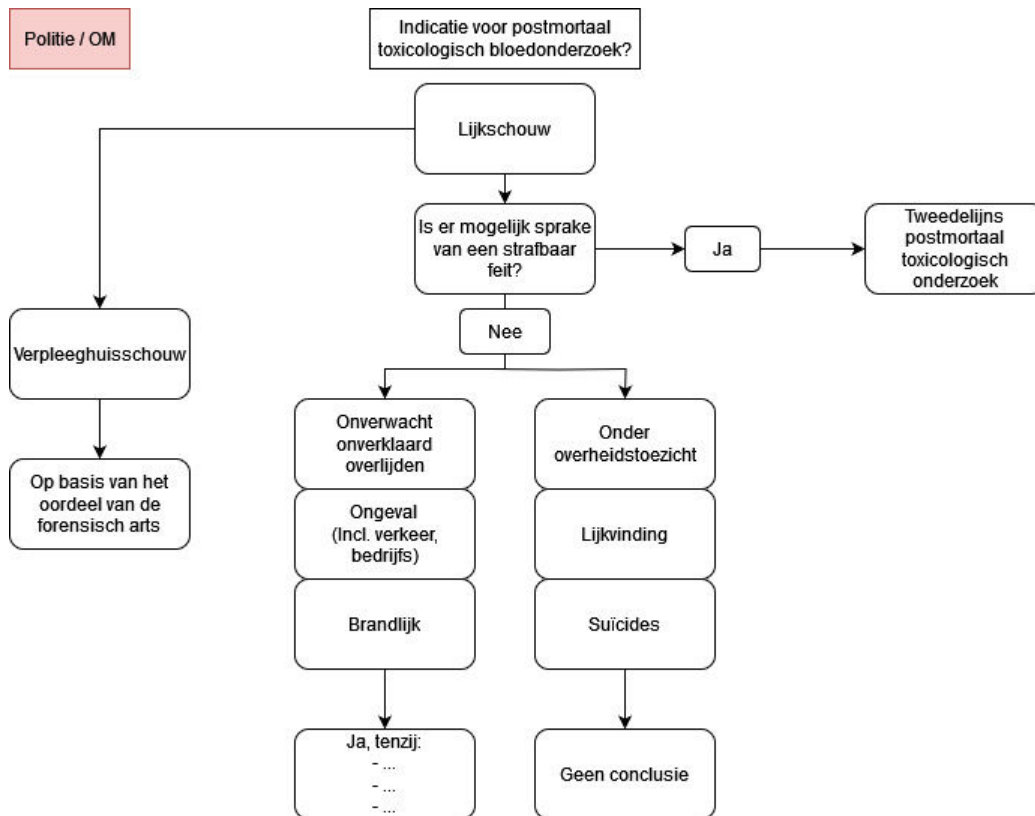 Politie / OM
Indicatie voor postmortaal
toxicologisch bloedonderzoek?
Lijkschouw
Is er mogelijk sprake
van een strafbaar
feit?
Ja
Tweedelijns
postmortaal
toxicologisch
onderzoek
Nee
Verpleeghuisschouw
Op basis van het
oordeel van de
forensisch arts
Onverwacht
onverklaard
overlijden
Ongeval
(Incl. verkeer,
bedrijfs)
Brandlijk
Ja, tenzij:
- ...
- ...
- ...
Onder
overheidstoezicht
Lijkvinding
Suïcides
Geen conclusie